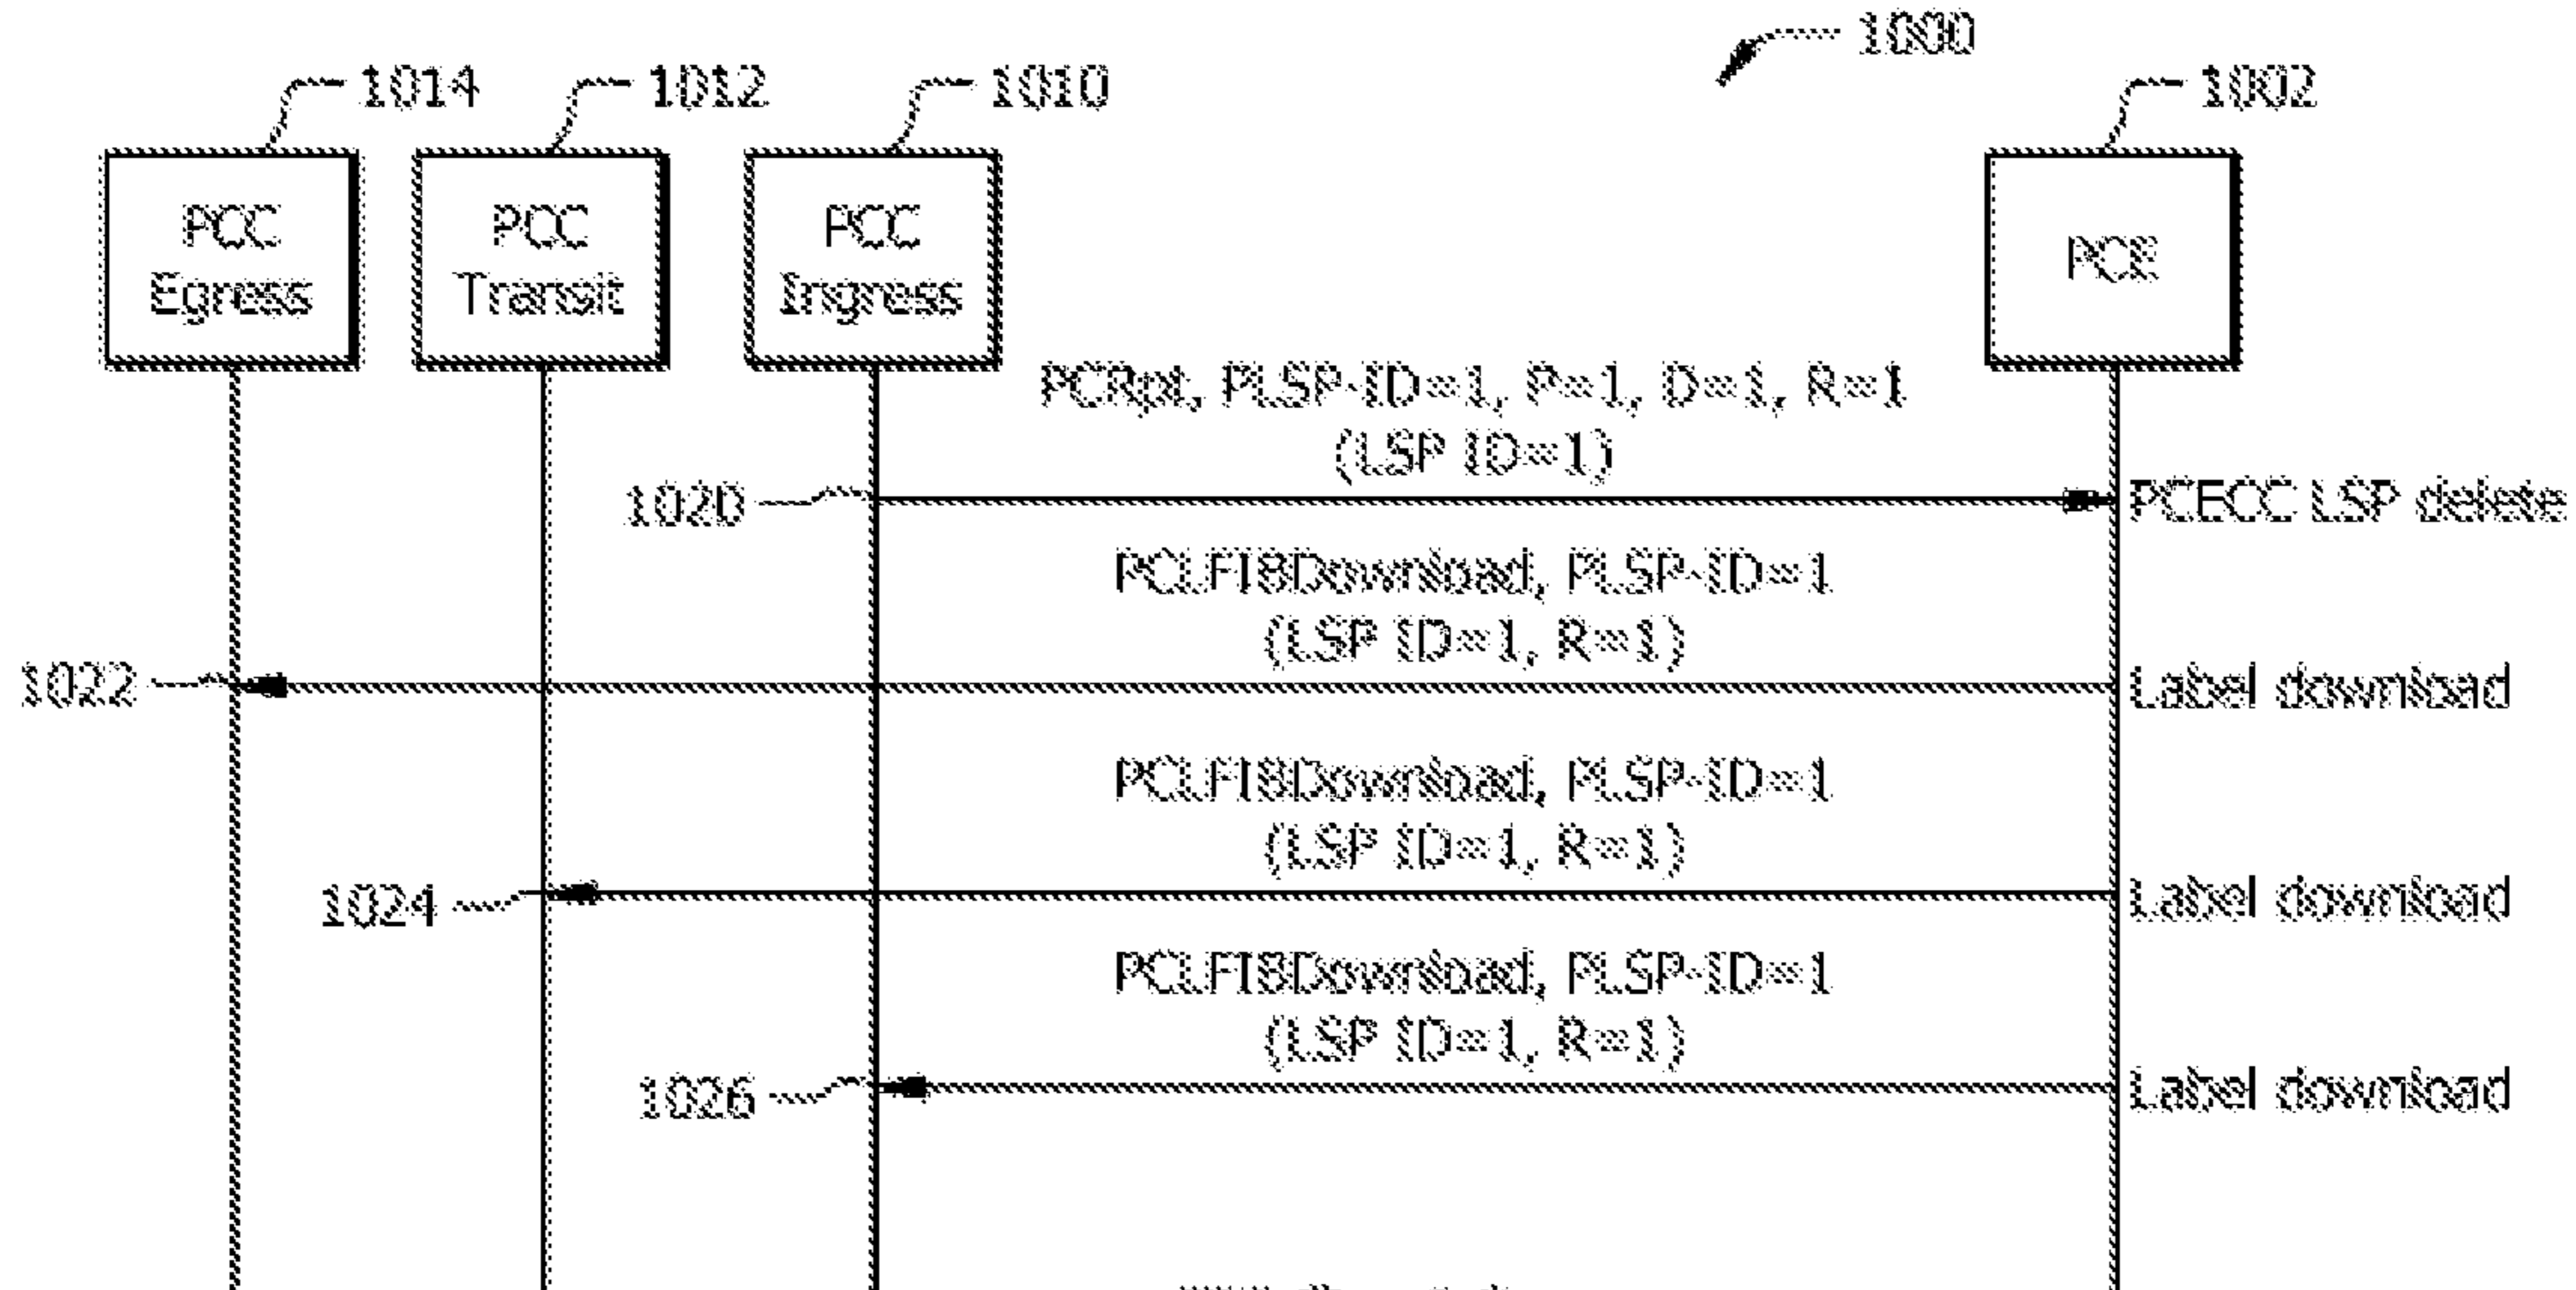 1000
1014
1012
1010
1002
PCC
Egress
PCC
Transit
PCC
Ingress
PCE
PCRpt, PLSP-ID=1, P=1, D=1, R=1
(LSP ID=1)
1020
PCECC LSP delete
PCLFIBDownload, PLSP-ID=1
(LSP ID=1, R=1)
1022
Label download
PCLFIBDownload, PLSP-ID=1
(LSP ID=1, R=1)
1024
Label download
PCLFIBDownload, PLSP-ID=1
(LSP ID=1, R=1)
1026
Label download